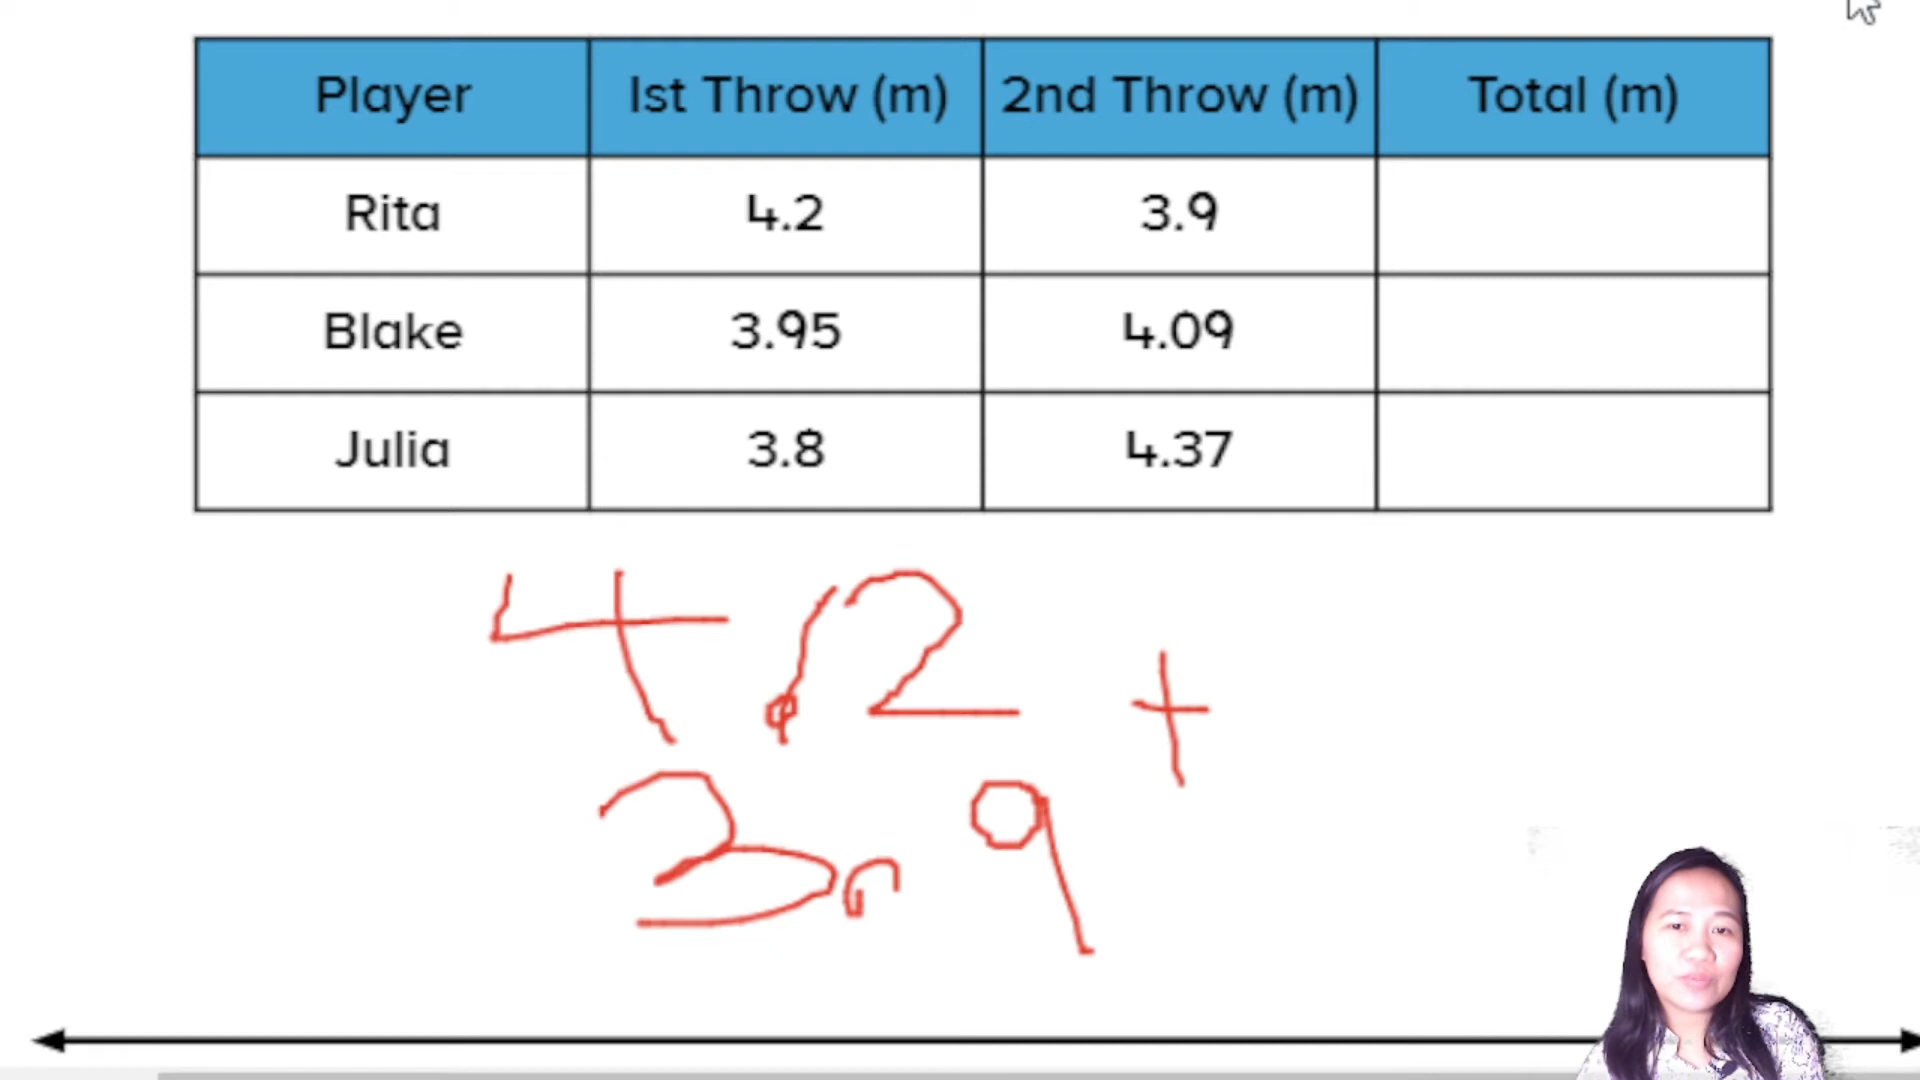 Player 1st Throw (m) 2nd Throw (m) Total (m)
Rita 4.2 3.9
Blake 3.95 4.09
Julia 3.8 4.37
4.2 +
3.9